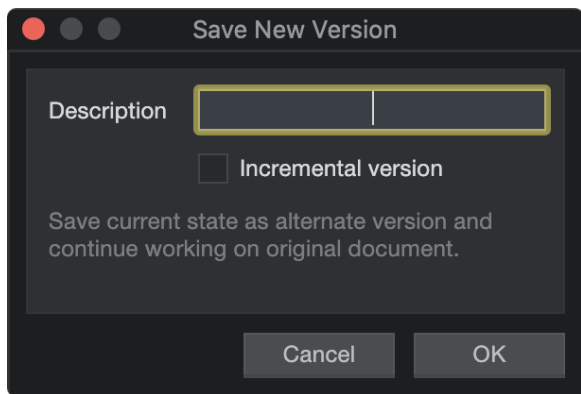 Save New Version
Description
Incremental version
Save current state as alternate version and
continue working on original document.
Cancel
OK